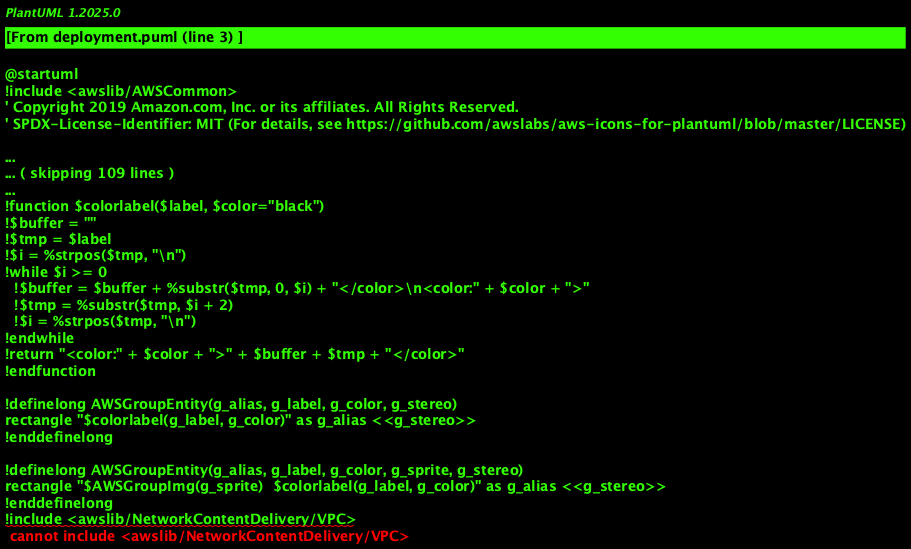 PlantUML 1.2025.0
[From deployment.puml (line 3) ]
@startuml
!include <awslib/AWSCommon>
' Copyright 2019 Amazon.com, Inc. or its affiliates. All Rights Reserved.
' SPDX-License-Identifier: MIT (For details, see https://github.com/awslabs/aws-icons-for-plantuml/blob/master/LICENSE)
...
... ( skipping 109 lines )
...
!function $colorlabel($label, $color="black")
!$buffer = ""
!$tmp = $label
!$i = %strpos($tmp, "\n")
!while $i >= 0
  !$buffer = $buffer + %substr($tmp, 0, $i) + "</color>\n<color:" + $color + ">"
  !$tmp = %substr($tmp, $i + 2)
  !$i = %strpos($tmp, "\n")
!endwhile
!return "<color:" + $color + ">" + $buffer + $tmp + "</color>"
!endfunction
!definelong AWSGroupEntity(g_alias, g_label, g_color, g_stereo)
rectangle "$colorlabel(g_label, g_color)" as g_alias <<g_stereo>>
!enddefinelong
!definelong AWSGroupEntity(g_alias, g_label, g_color, g_sprite, g_stereo)
rectangle "$AWSGroupImg(g_sprite)  $colorlabel(g_label, g_color)" as g_alias <<g_stereo>>
!enddefinelong
!include <awslib/NetworkContentDelivery/VPC>
cannot include <awslib/NetworkContentDelivery/VPC>